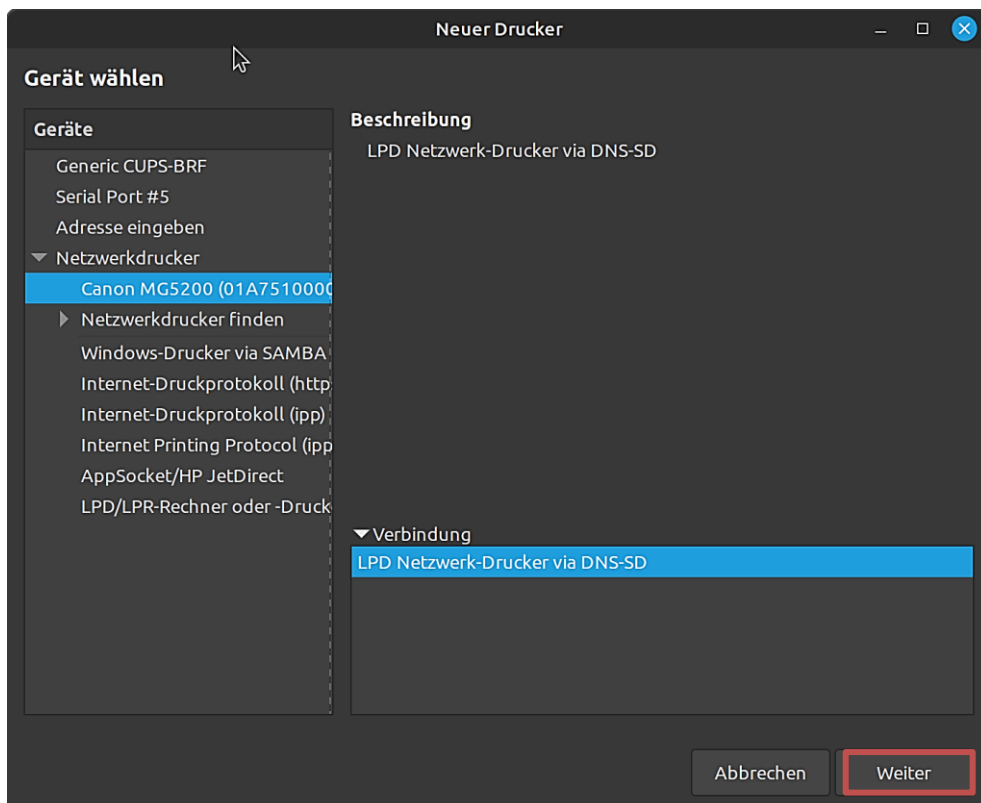 Neuer Drucker
Gerät wählen
Geräte
Generic CUPS-BRF
Serial Port #5
Adresse eingeben
Netzwerkdrucker
Canon MG5200 (01A7510000
Netzwerkdrucker finden
Windows-Drucker via SAMBA
Internet-Druckprotokoll (http
Internet-Druckprotokoll (ipp)
Internet Printing Protocol (ipp
AppSocket/HP JetDirect
LPD/LPR-Rechner oder -Druck
Beschreibung
LPD Netzwerk-Drucker via DNS-SD
Verbindung
LPD Netzwerk-Drucker via DNS-SD
Abbrechen
Weiter